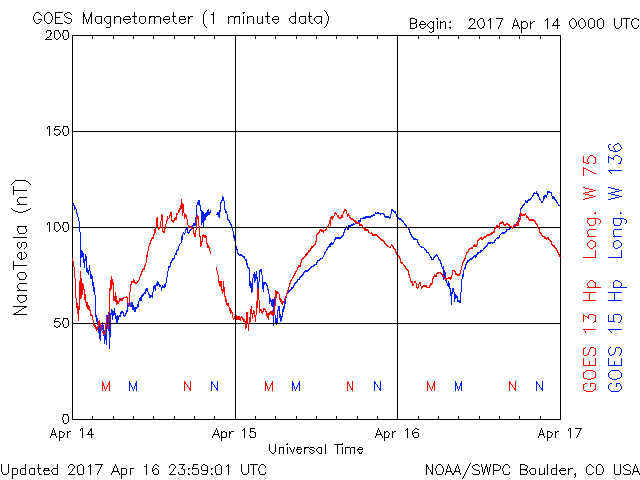 GOES Magnetometer (1 minute data)
Begin: 2017 Apr 14 0000 UTC
200
150
100
50
0
NanoTesla (nT)
M M N N M M N N M M N N
Apr 14 Apr 15 Apr 16 Apr 17
Universal Time
GOES 13 Hp Long. W 75
GOES 15 Hp Long. W 136
Updated 2017 Apr 16 23:59:01 UTC
NOAA/SWPC Boulder, CO USA